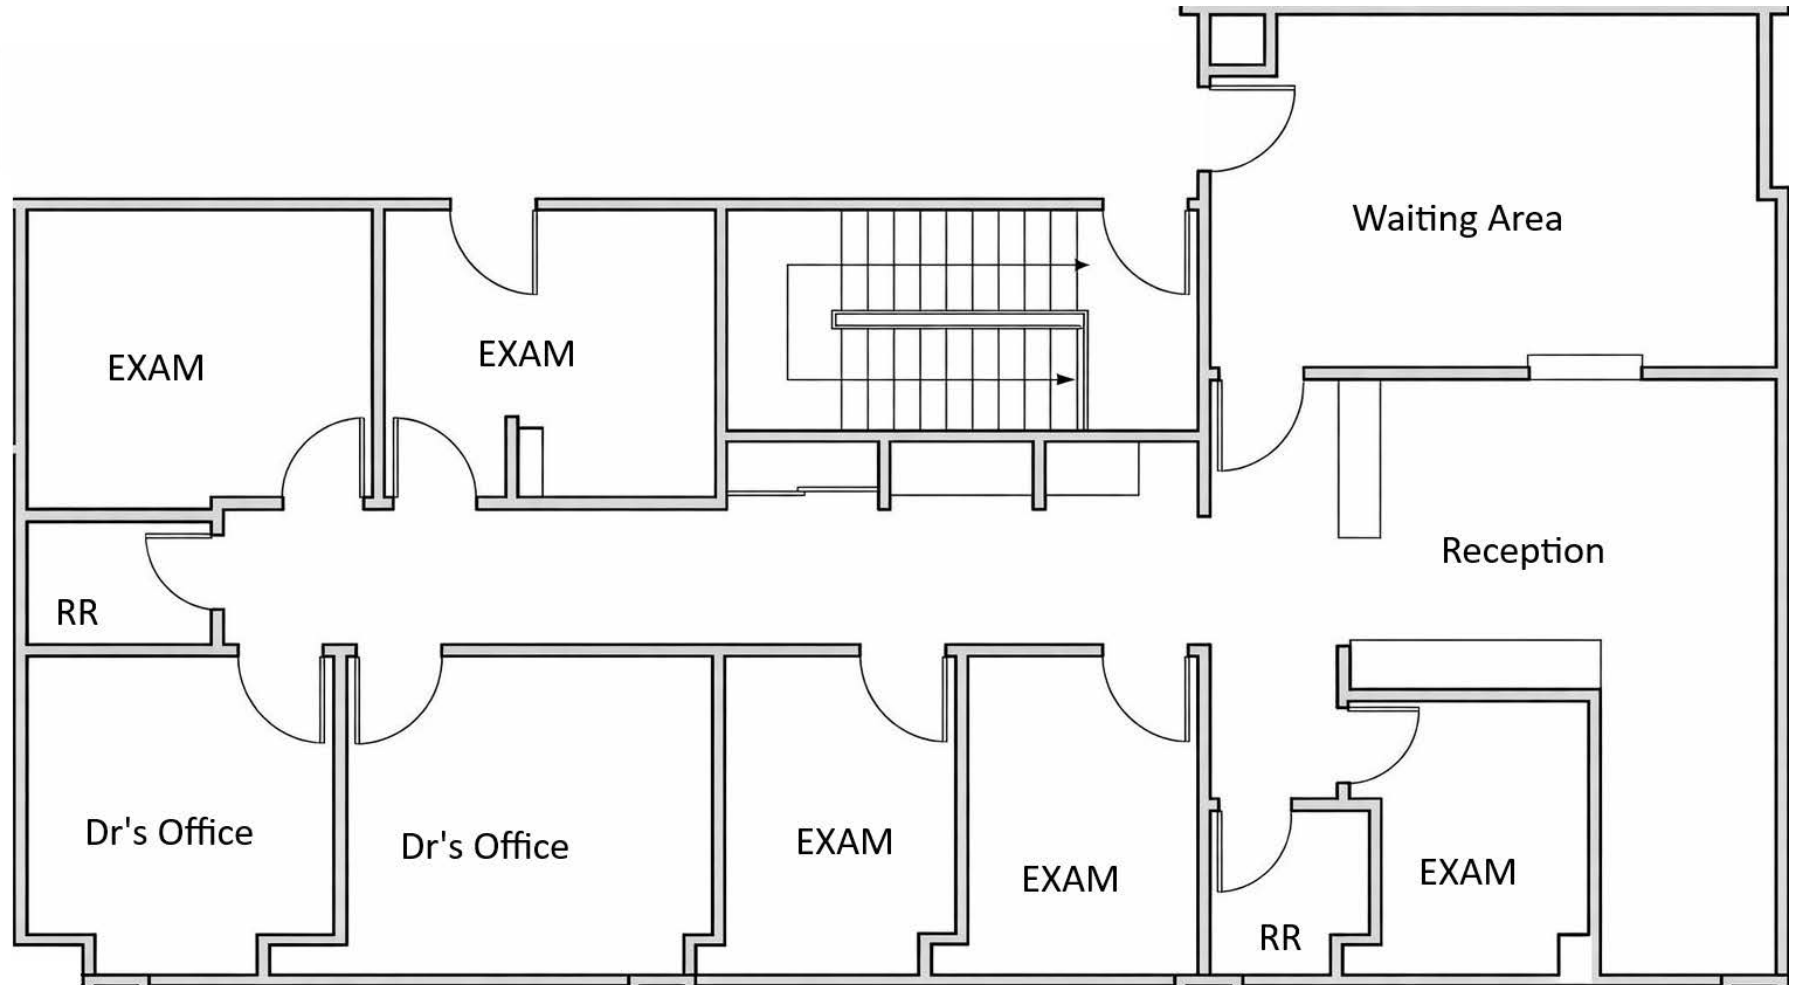 Waiting Area
EXAM
EXAM
Reception
RR
Dr's Office
Dr's Office
EXAM
EXAM
RR
EXAM